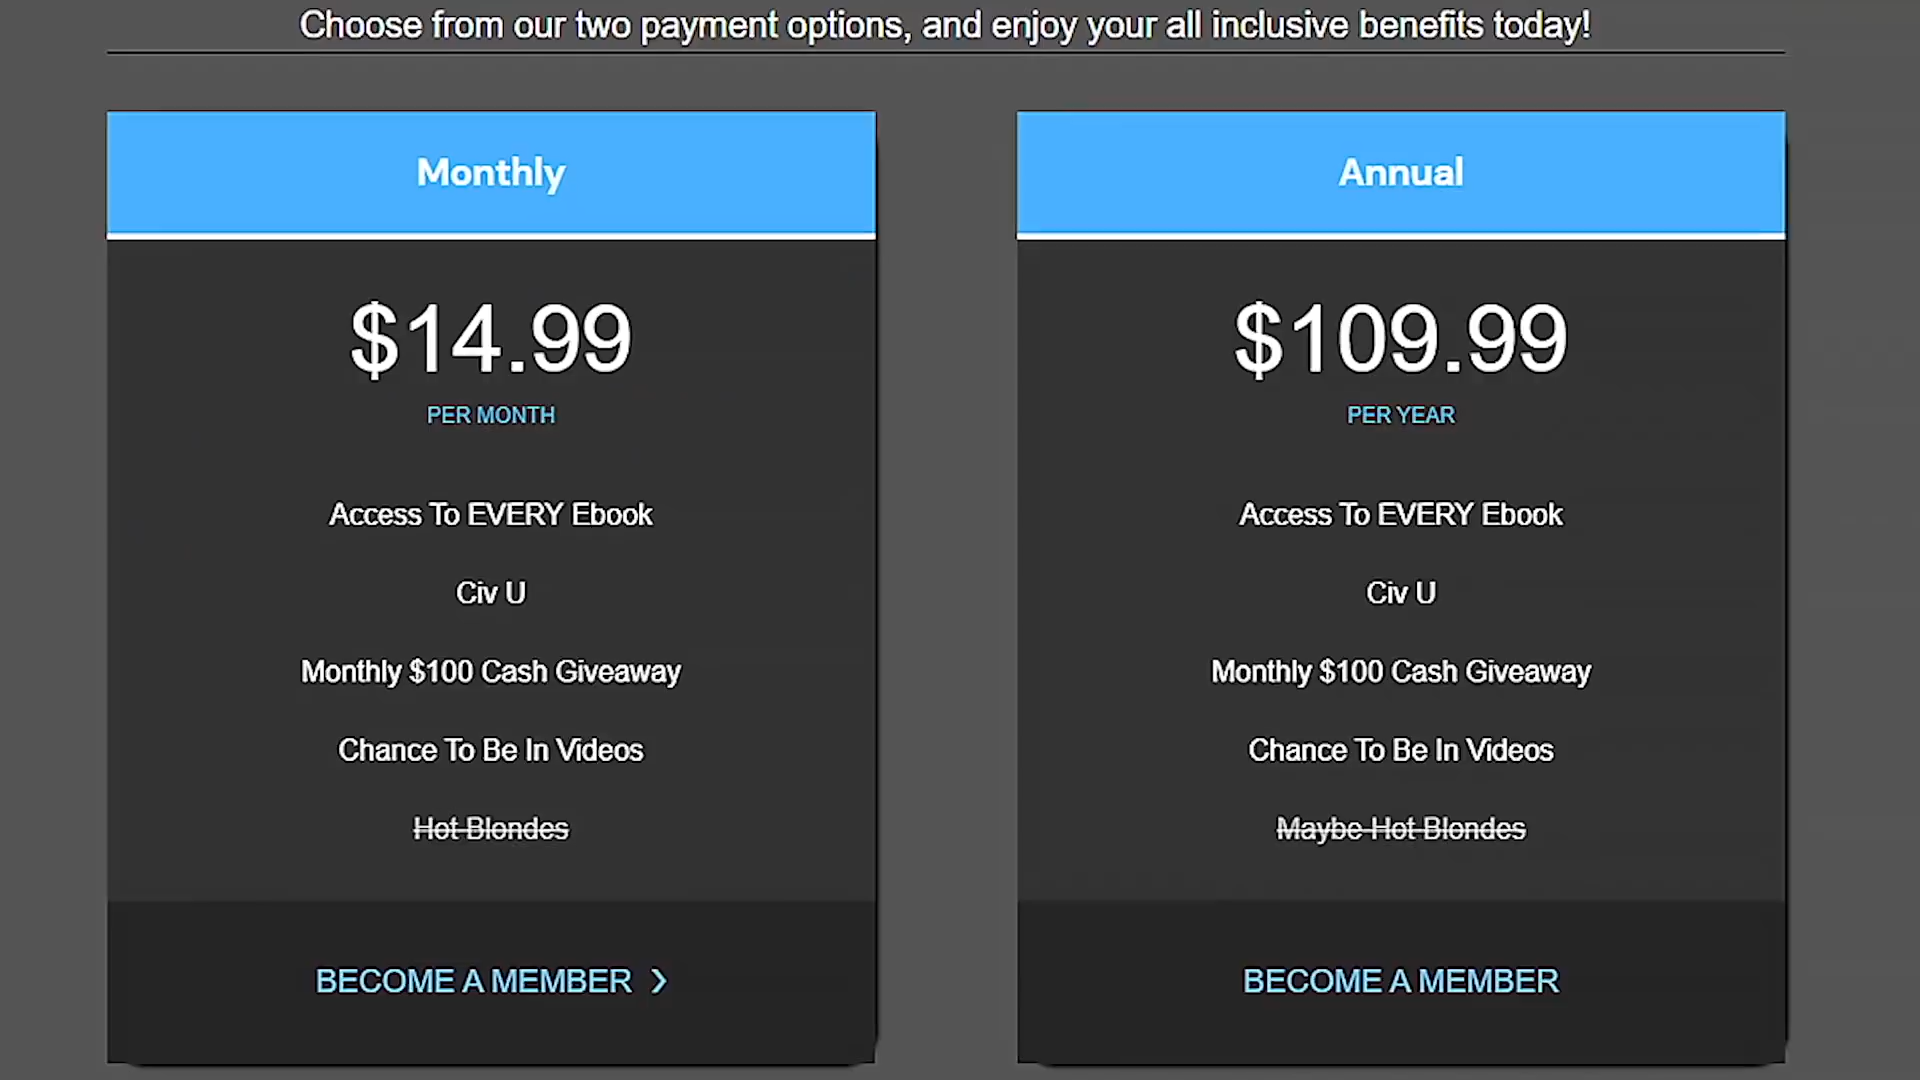 Choose from our two payment options, and enjoy your all inclusive benefits today!
Monthly
$14.99
PER MONTH
Access To EVERY Ebook
Civ U
Monthly $100 Cash Giveaway
Chance To Be In Videos
Hot Blondes
BECOME A MEMBER >
Annual
$109.99
PER YEAR
Access To EVERY Ebook
Civ U
Monthly $100 Cash Giveaway
Chance To Be In Videos
Maybe Hot Blondes
BECOME A MEMBER